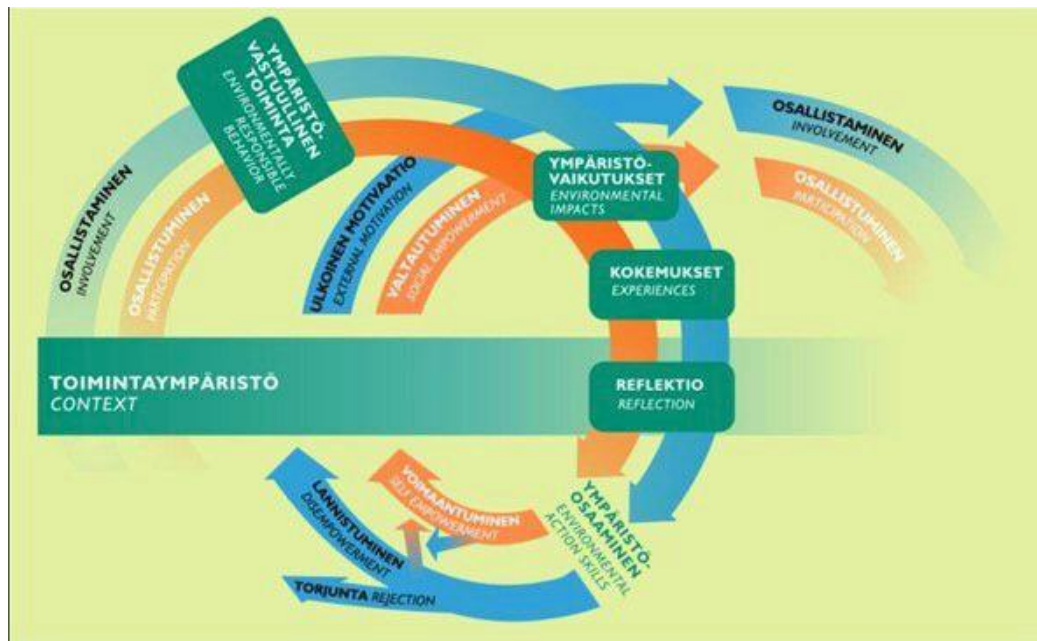 YMPÄRISTÖ-
VASTUULLINEN
TOIMINTA
ENVIRONMENTALLY
RESPONSIBLE
BEHAVIOR
OSALLISTAMINEN
INVOLVEMENT
OSALLISTUMINEN
PARTICIPATION
ULKOINEN MOTIVAATIO
EXTERNAL MOTIVATION
VALTAUTUMINEN
SOCIAL EMPOWERMENT
YMPÄRISTÖ-
VAIKUTUKSET
ENVIRONMENTAL
IMPACTS
OSALLISTAMINEN
INVOLVEMENT
OSALLISTUMINEN
PARTICIPATION
KOKEMUKSET
EXPERIENCES
REFLEKTIO
REFLECTION
TOIMINTAYMPÄRISTÖ
CONTEXT
YMPÄRISTÖ-
OSAAMINEN
ENVIRONMENTAL
ACTION SKILLS
VOIMAANTUMINEN
SELF EMPOWERMENT
LANNISTUMINEN
DISEMPOWERMENT
TORJUNTA REJECTION